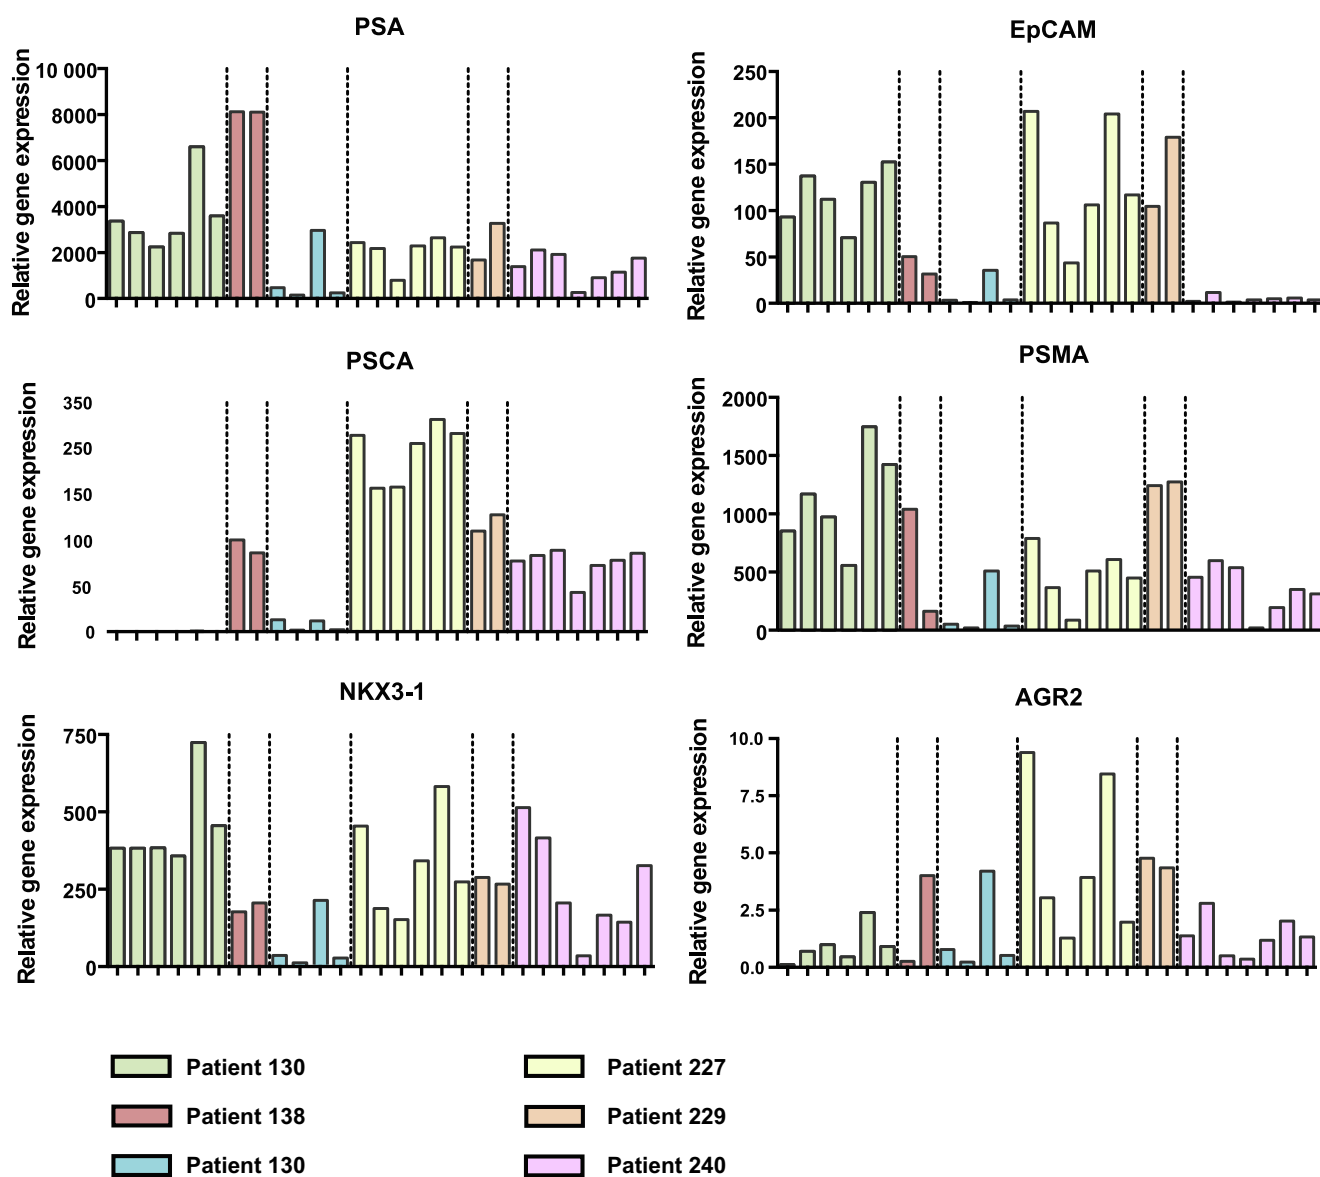 PSA
Relative gene expression
10 000
8000
6000
4000
2000
0
EpCAM
Relative gene expression
250
200
150
100
50
0
PSCA
Relative gene expression
350
250
150
100
50
0
PSMA
Relative gene expression
2000
1500
1000
500
0
NKX3-1
Relative gene expression
750
500
250
0
AGR2
Relative gene expression
10.0
7.5
5.0
2.5
0.0
Patient 130
Patient 138
Patient 130
Patient 227
Patient 229
Patient 240